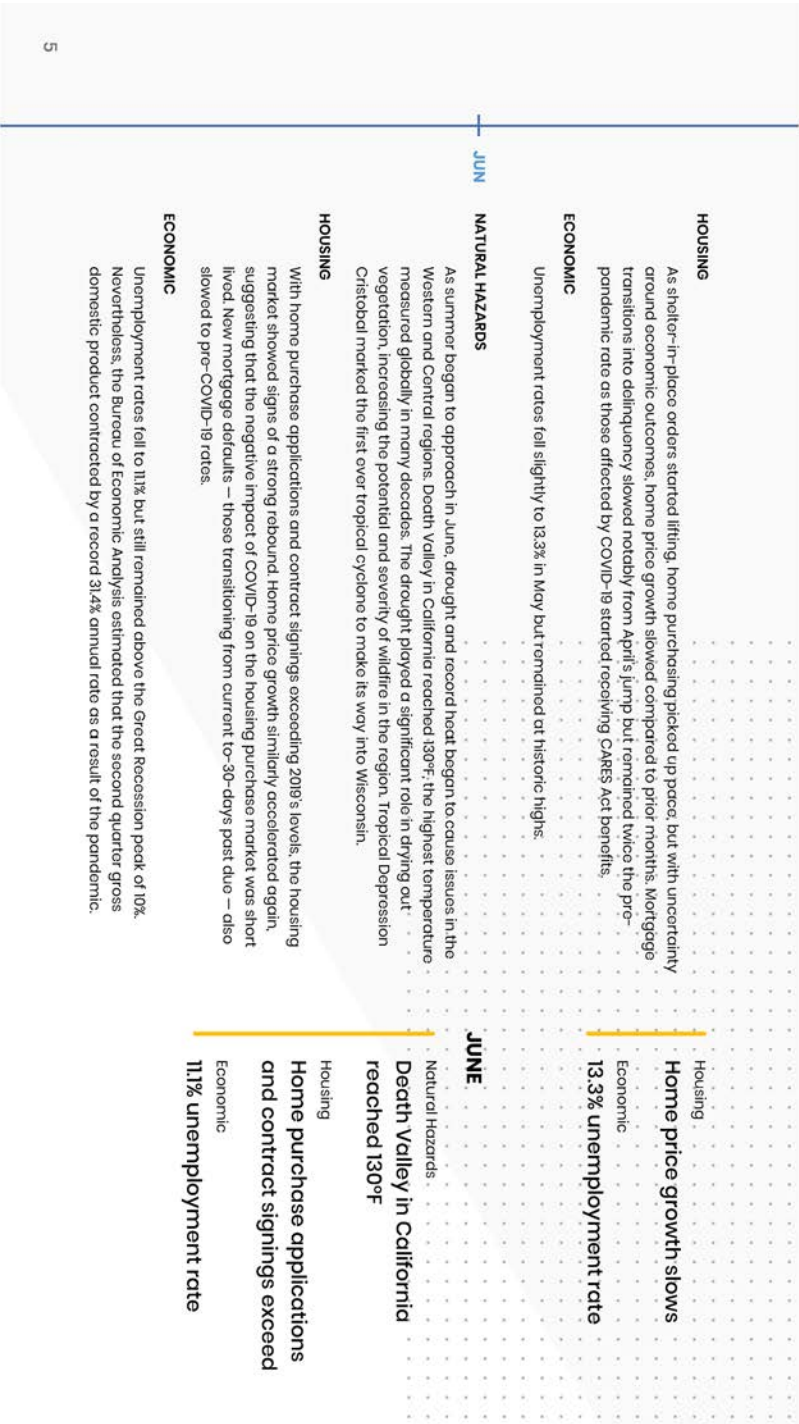 HOUSING
As shelter-in-place orders started lifting, home purchasing picked up pace, but with uncertainty
around economic outcomes, home price growth slowed compared to prior months. Mortgage
transitions into delinquency slowed notably from April's jump but remained twice the pre-
pandemic rate as those affected by COVID-19 started receiving CARES Act benefits.
ECONOMIC
Unemployment rates fell slightly to 13.3% in May but remained at historic highs.
Housing
Home price growth slows
Economic
13.3% unemployment rate
JUN
NATURAL HAZARDS
As summer began to approach in June, drought and record heat began to cause issues in the
Western and Central regions. Death Valley in California reached 130°F, the highest temperature
measured globally in many decades. The drought played a significant role in drying out
vegetation, increasing the potential and severity of wildfire in the region. Tropical Depression
Cristobal marked the first ever tropical cyclone to make its way into Wisconsin.
HOUSING
With home purchase applications and contract signings exceeding 2019's levels, the housing
market showed signs of a strong rebound. Home price growth similarly accelerated again,
suggesting that the negative impact of COVID-19 on the housing purchase market was short
lived. New mortgage defaults — those transitioning from current to-30-days past due — also
slowed to pre-COVID-19 rates.
ECONOMIC
Unemployment rates fell to 11.1% but still remained above the Great Recession peak of 10%.
Nevertheless, the Bureau of Economic Analysis estimated that the second quarter gross
domestic product contracted by a record 31.4% annual rate as a result of the pandemic.
JUNE
Natural Hazards
Death Valley in California
reached 130°F
Housing
Home purchase applications
and contract signings exceed
Economic
11.1% unemployment rate
5